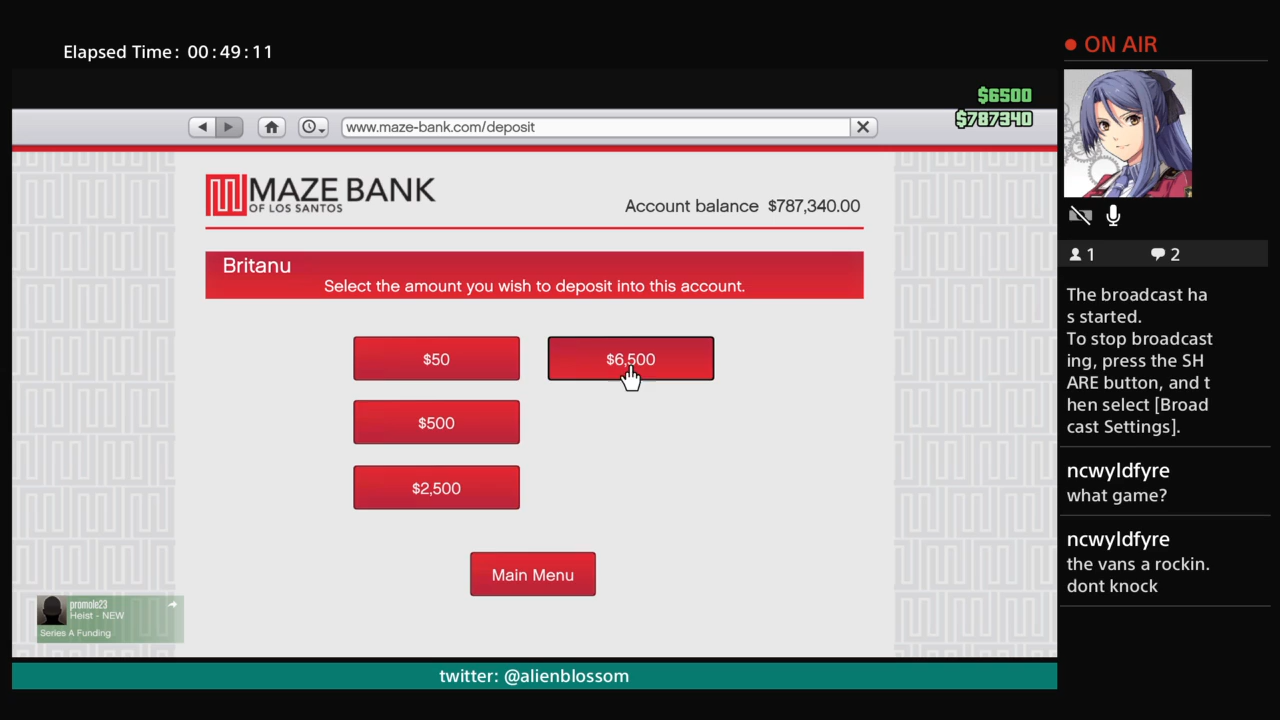 Elapsed Time: 00:49:11
ON AIR
$6500
$787340
www.maze-bank.com/deposit
MAZE BANK
OF LOS SANTOS
Account balance $787,340.00
Britanu
Select the amount you wish to deposit into this account.
$50
$6,500
$500
$2,500
Main Menu
promole23
Heist - NEW
Series A Funding
twitter: @alienblossom
1
2
The broadcast ha
s started.
To stop broadcast
ing, press the SH
ARE button, and t
hen select [Broad
cast Settings].
ncwyldfyre
what game?
ncwyldfyre
the vans a rockin.
dont knock